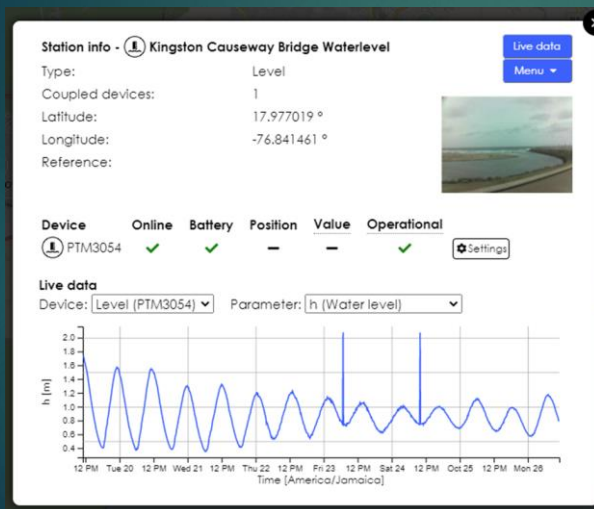 Station info - Kingston Causeway Bridge Waterlevel
Live data
Type: Level
Menu
Coupled devices: 1
Latitude: 17.977019 °
Longitude: -76.841461 °
Reference:
Device Online Battery Position Value Operational
PTM3054 Settings
Live data
Device: Level (PTM3054) Parameter: h (Water level)
2.0
1.8
1.6
1.4
1.2
1.0
0.8
0.6
0.4
h [m]
12 PM Tue 20 12 PM Wed 21 12 PM Thu 22 12 PM Fri 23 12 PM Sat 24 12 PM Oct 25 12 PM Mon 26
Time [America/Jamaica]